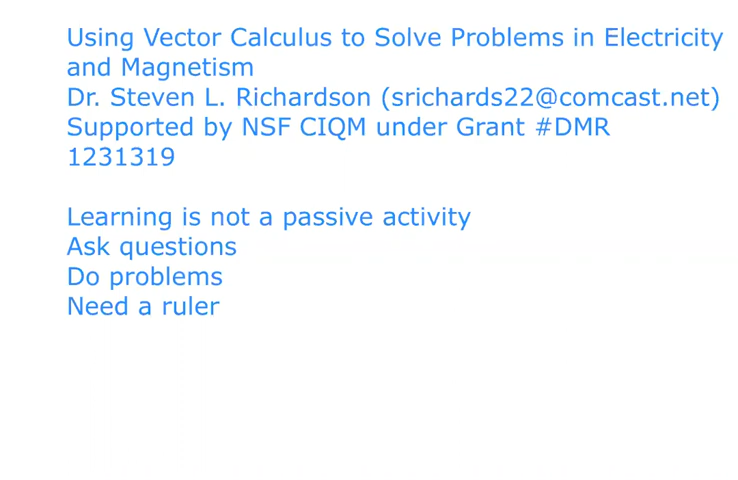 Using Vector Calculus to Solve Problems in Electricity
and Magnetism
Dr. Steven L. Richardson (srichards22@comcast.net)
Supported by NSF CIQM under Grant #DMR
1231319
Learning is not a passive activity
Ask questions
Do problems
Need a ruler